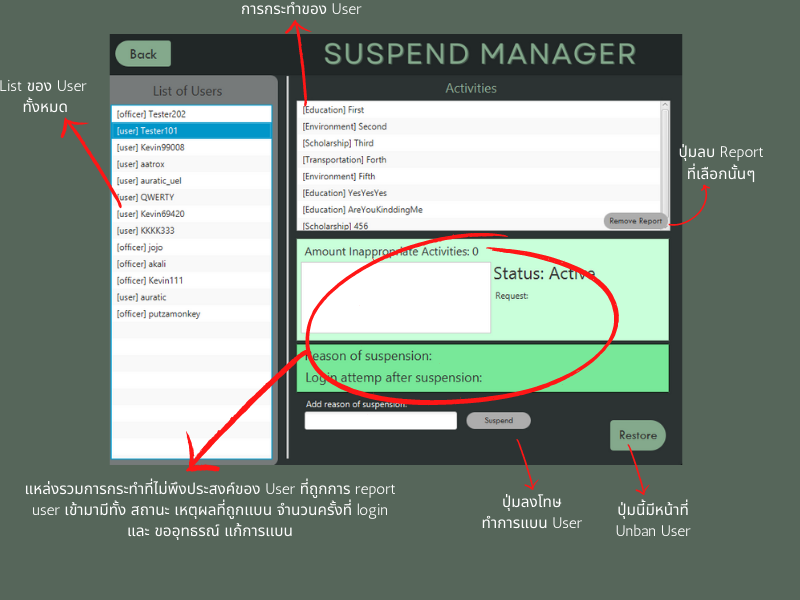 การกระทำของ User
Back
SUSPEND MANAGER
List ของ User
ทั้งหมด
List of Users
[officer] Tester202
[user] Tester101
[user] Kevin99008
[user] aatrox
[user] auratic_uel
[user] QWERTY
[user] Kevin69420
[user] KKKK333
[officer] jojo
[officer] akali
[officer] Kevin111
[user] auratic
[officer] putzamonkey
Activities
[Education] First
[Environment] Second
[Scholarship] Third
[Transportation] Forth
[Environment] Fifth
[Education] YesYesYes
[Education] AreYouKinddingMe
[Scholarship] 456
Remove Report
ปุ่มลบ Report
ที่เลือกนั้นๆ
Amount Inappropriate Activities: 0
Status: Active
Request:
Reason of suspension:
Login attemp after suspension:
Add reason of suspension:
Suspend
Restore
แหล่งรวมการกระทำที่ไม่พึงประสงค์ของ User ที่ถูกการ report
user เข้ามามีทั้ง สถานะ เหตุผลที่ถูกแบน จำนวนครั้งที่ login
และ ขออุทธรณ์ แก้การแบน
ปุ่มลงโทษ
ทำการแบน User
ปุ่มนี้มีหน้าที่
Unban User